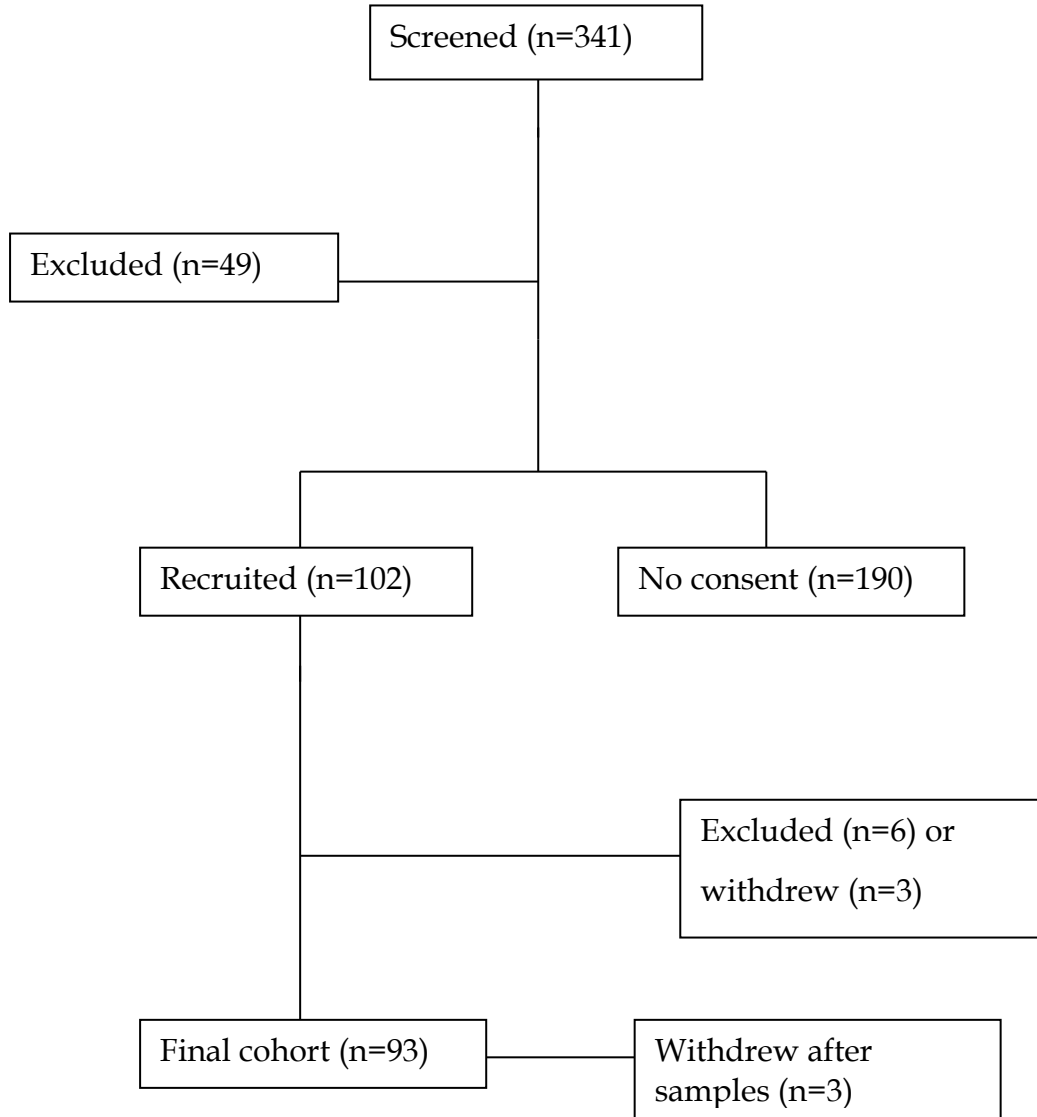 Screened (n=341)
Excluded (n=49)
Recruited (n=102)
No consent (n=190)
Excluded (n=6) or
withdrew (n=3)
Final cohort (n=93)
Withdrew after
samples (n=3)